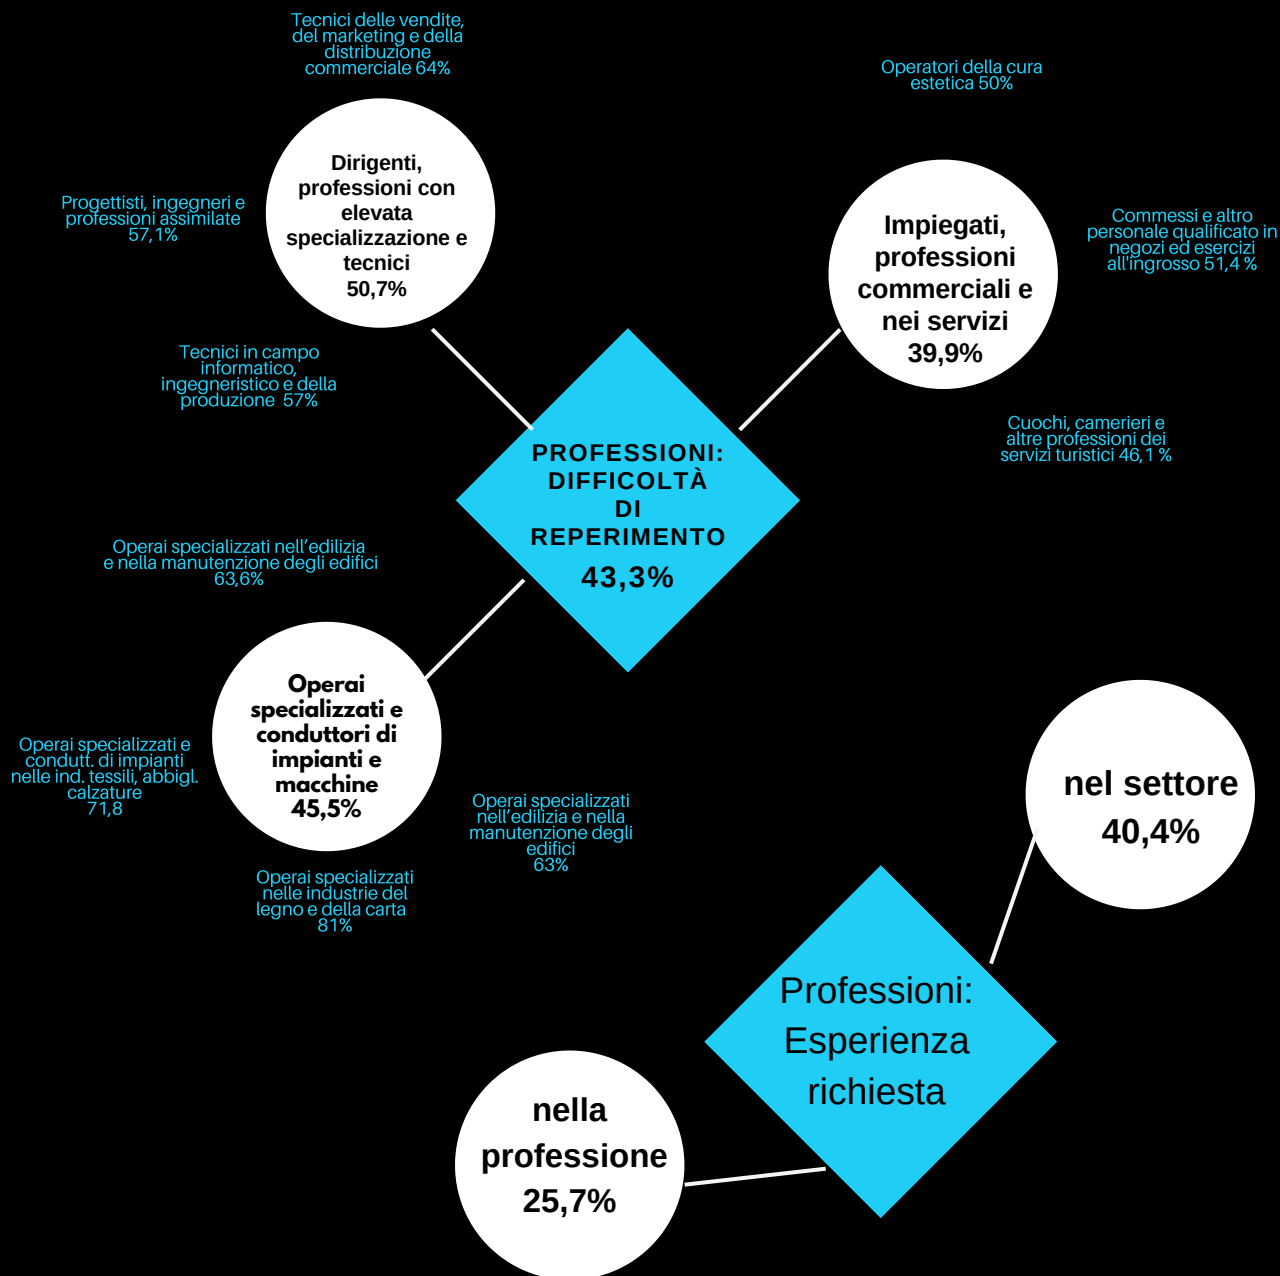 Tecnici delle vendite,
del marketing e della
distribuzione
commerciale 64%
Operatori della cura
estetica 50%
Dirigenti,
professioni con
elevata
specializzazione e
tecnici
50,7%
Progettisti, ingegneri e
professioni assimilate
57,1%
Impiegati,
professioni
commerciali e
nei servizi
39,9%
Commessi e altro
personale qualificato in
negozi ed esercizi
all'ingrosso 51,4 %
Tecnici in campo
informatico,
ingegneristico e della
produzione 57%
Cuochi, camerieri e
altre professioni dei
servizi turistici 46,1 %
PROFESSIONI:
DIFFICOLTÀ
DI
REPERIMENTO
43,3%
Operai specializzati nell'edilizia
e nella manutenzione degli edifici
63,6%
Operai
specializzati e
conduttori di
impianti e
macchine
45,5%
Operai specializzati e
condutt. di impianti
nelle ind. tessili, abbigl.
calzature
71,8
Operai specializzati
nell'edilizia e nella
manutenzione degli
edifici
63%
Operai specializzati
nelle industrie del
legno e della carta
81%
nel settore
40,4%
Professioni:
Esperienza
richiesta
nella
professione
25,7%